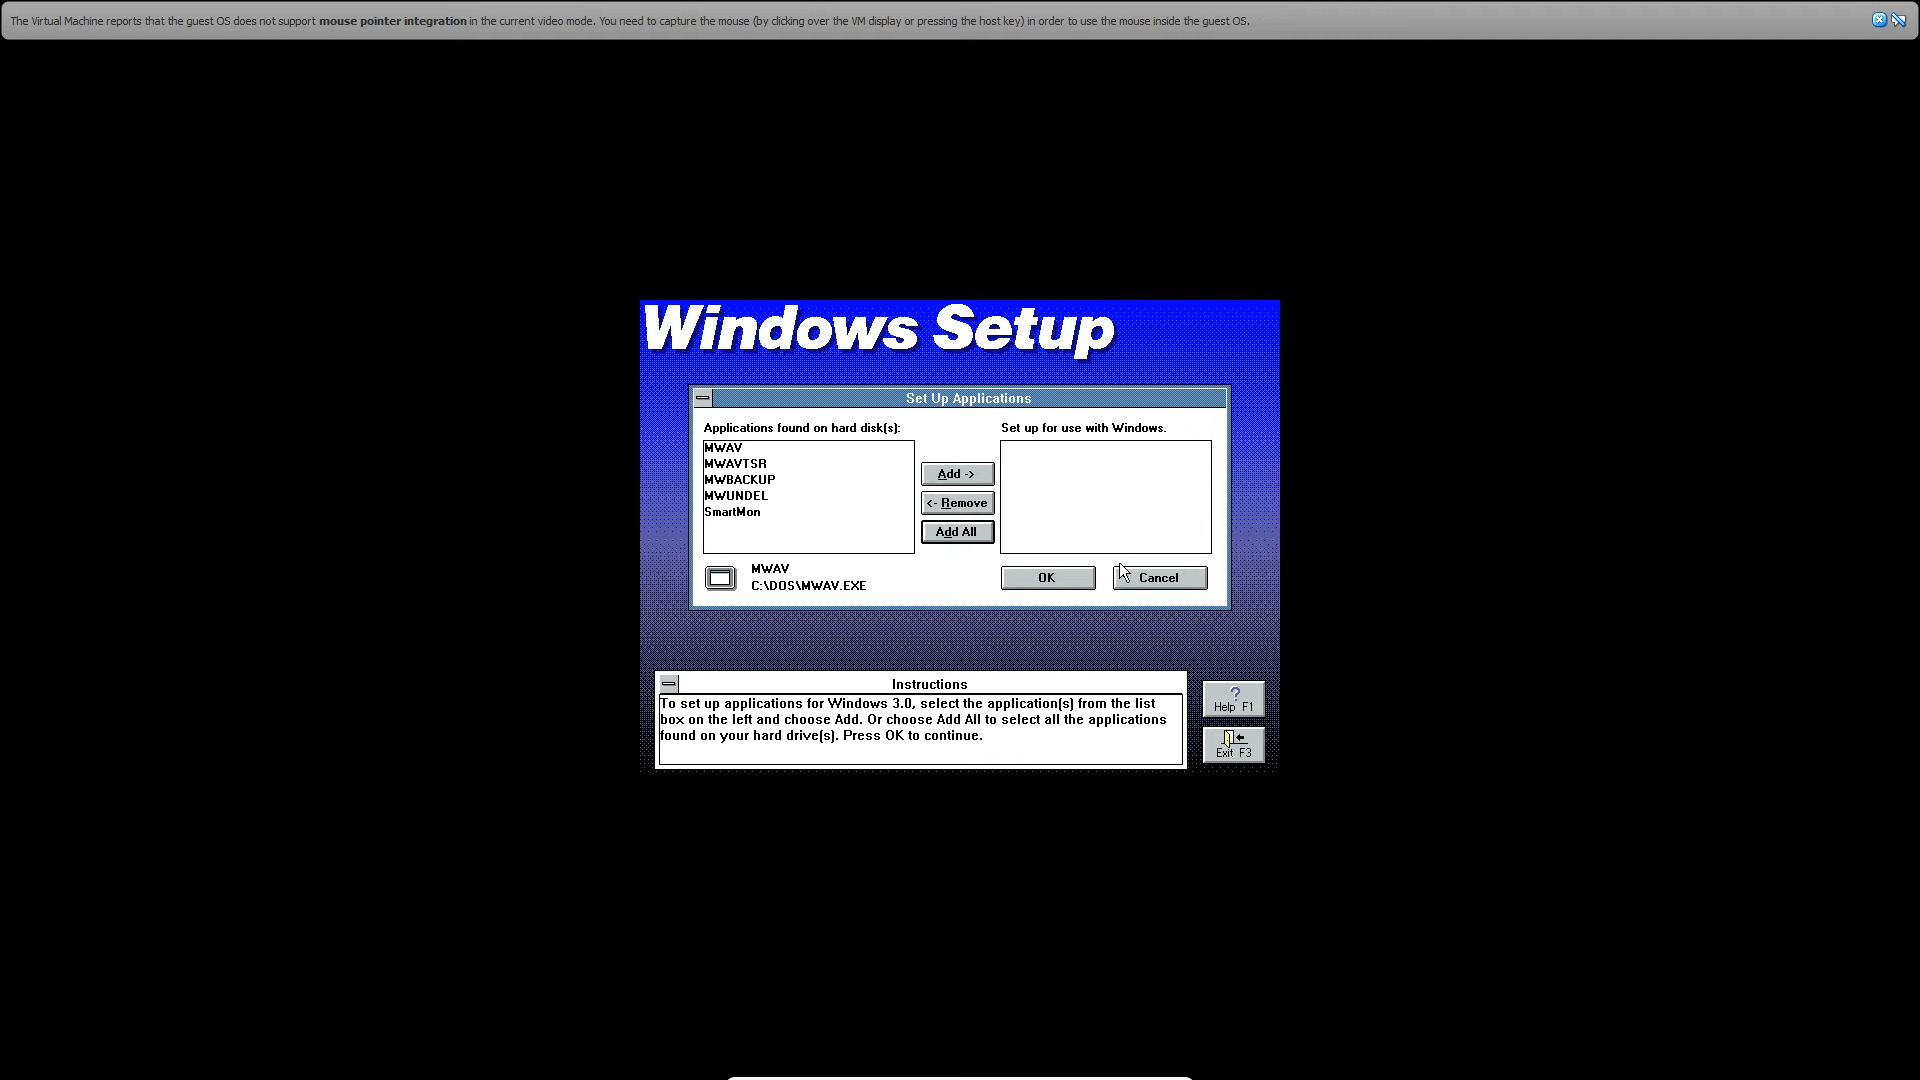 The Virtual Machine reports that the guest OS does not support mouse pointer integration in the current video mode. You need to capture the mouse (by clicking over the VM display or pressing the host key) in order to use the mouse inside the guest OS.
Windows Setup
Set Up Applications
Applications found on hard disk(s):
Set up for use with Windows.
MWAV
MWAVTSR
MWBACKUP
MWUNDEL
SmartMon
Add ->
<- Remove
Add All
MWAV
C:\DOS\MWAV.EXE
OK
Cancel
Instructions
To set up applications for Windows 3.0, select the application(s) from the list
box on the left and choose Add. Or choose Add All to select all the applications
found on your hard drive(s). Press OK to continue.
?
Help F1
Exit F3